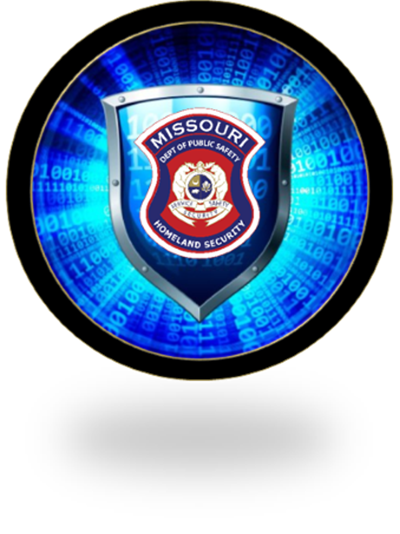 MISSOURI
DEPT OF PUBLIC SAFETY
SERVICE SAFETY
SECURITY
HOMELAND SECURITY